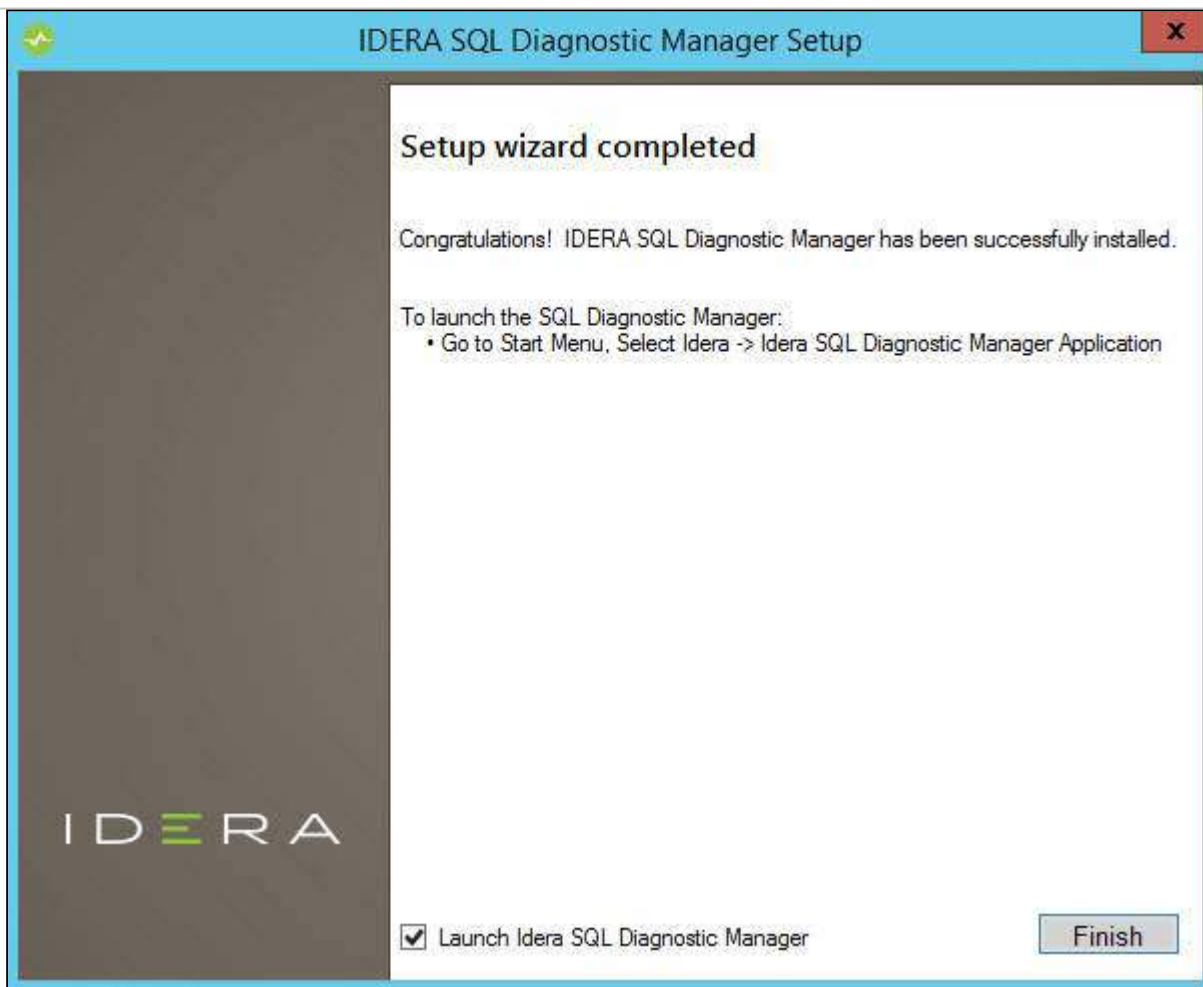 IDERA SQL Diagnostic Manager Setup
x
Setup wizard completed
Congratulations! IDERA SQL Diagnostic Manager has been successfully installed.
To launch the SQL Diagnostic Manager:
• Go to Start Menu, Select Idera -> Idera SQL Diagnostic Manager Application
IDERA
Launch Idera SQL Diagnostic Manager
Finish